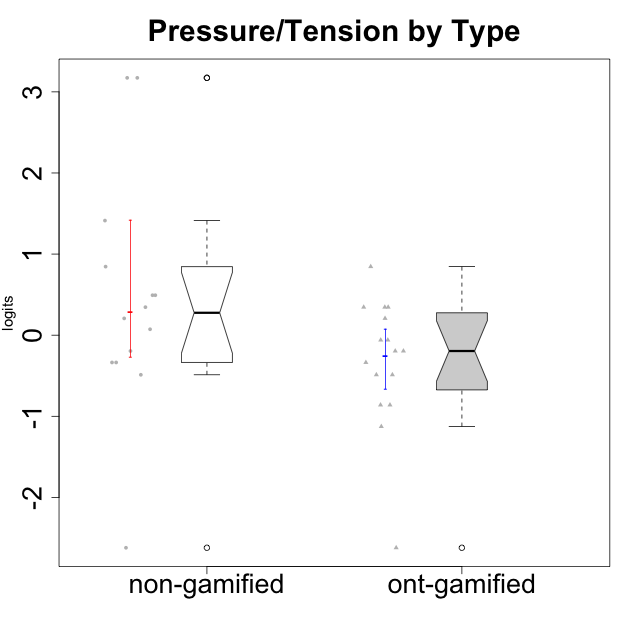 Pressure/Tension by Type
logits
3
2
1
0
-1
-2
non-gamified
ont-gamified